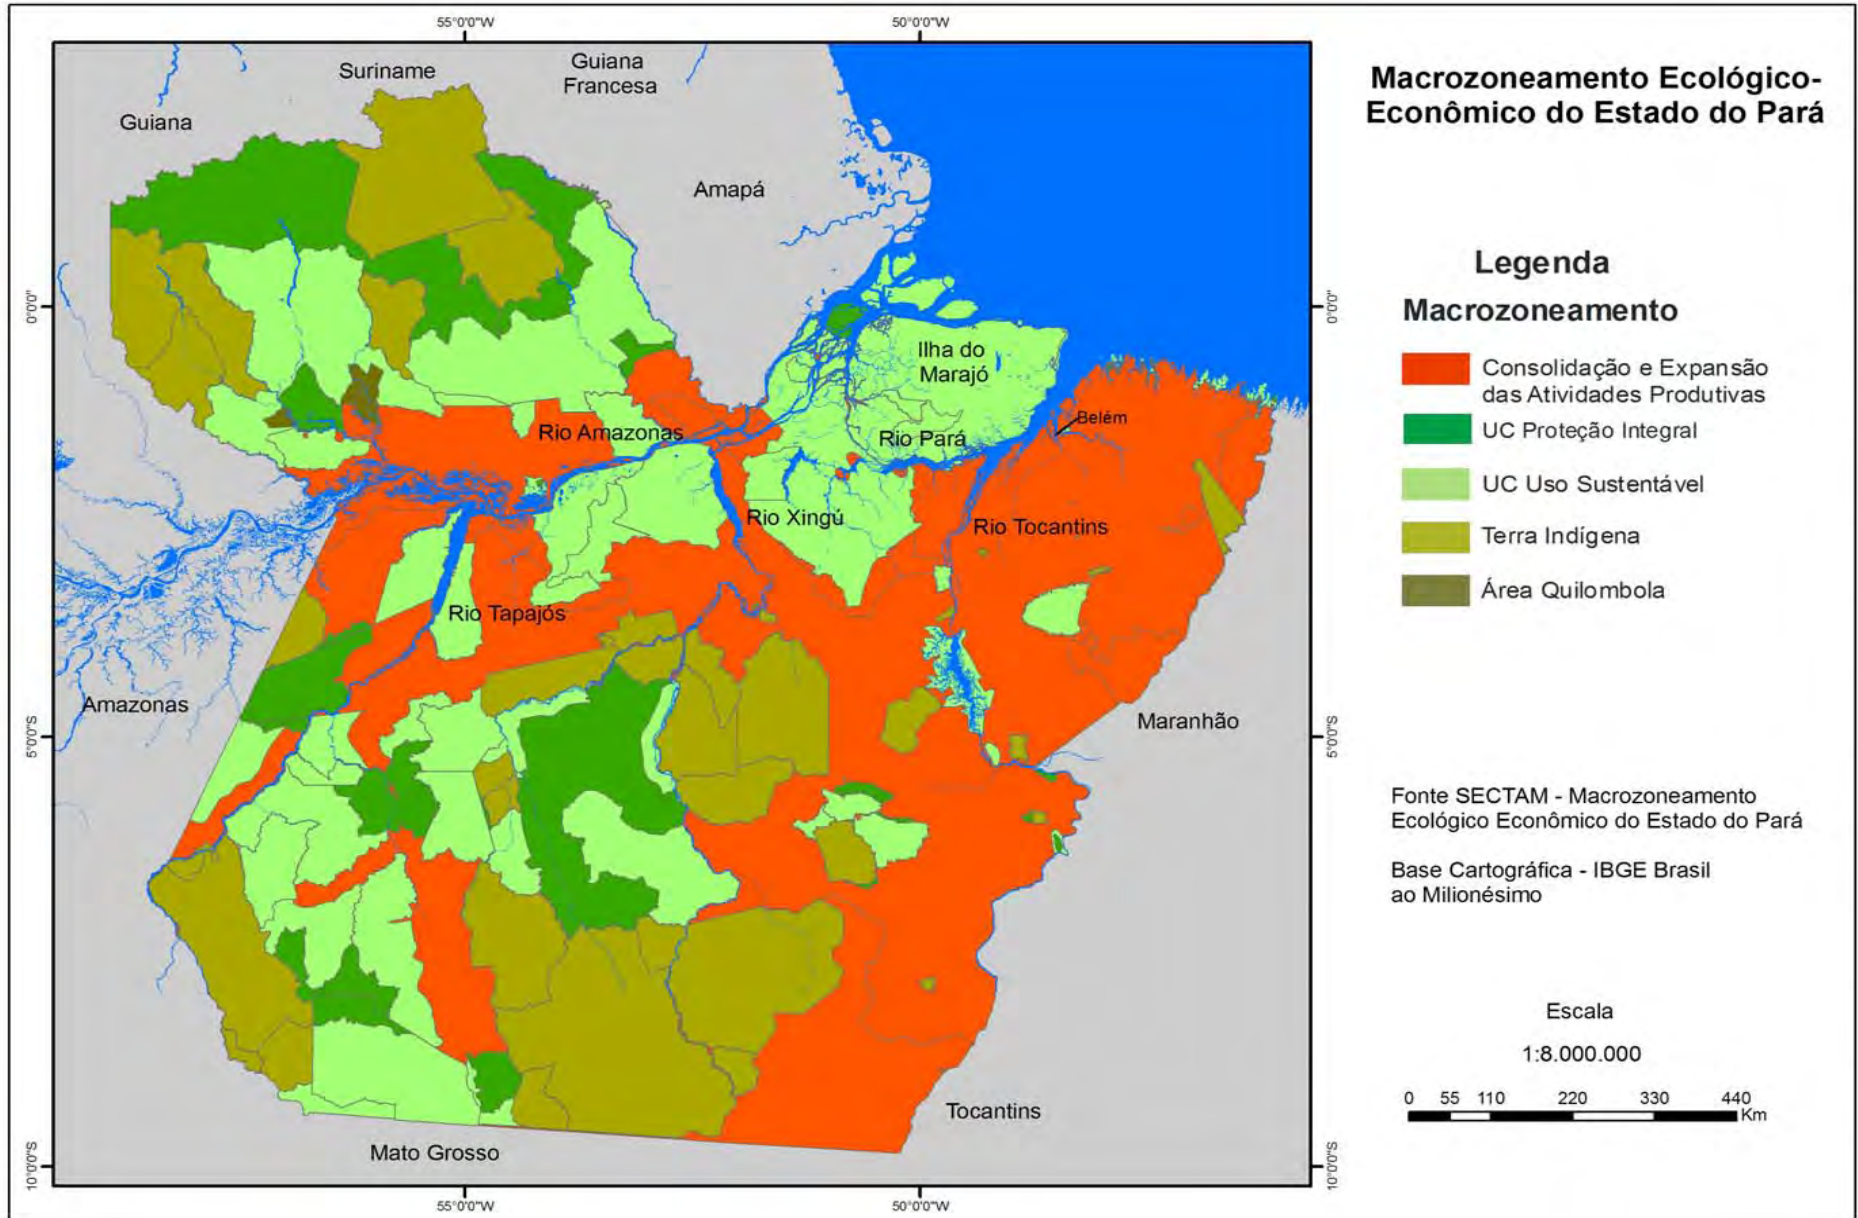 55°0'0"W
50°0'0"W
Suriname
Guiana
Francesa
Guiana
Amapá
0°0'0"
0°0'0"
Ilha do
Marajó
Belém
Rio Amazonas
Rio Pará
Rio Xingú
Rio Tocantins
Rio Tapajós
Amazonas
Maranhão
5°0'0"S
5°0'0"S
Tocantins
Mato Grosso
10°0'0"S
10°0'0"S
55°0'0"W
50°0'0"W
Macrozoneamento Ecológico-
Econômico do Estado do Pará
Legenda
Macrozoneamento
Consolidação e Expansão
das Atividades Produtivas
UC Proteção Integral
UC Uso Sustentável
Terra Indígena
Área Quilombola
Fonte SECTAM - Macrozoneamento
Ecológico Econômico do Estado do Pará
Base Cartográfica - IBGE Brasil
ao Milionésimo
Escala
1:8.000.000
0 55 110 220 330 440
Km